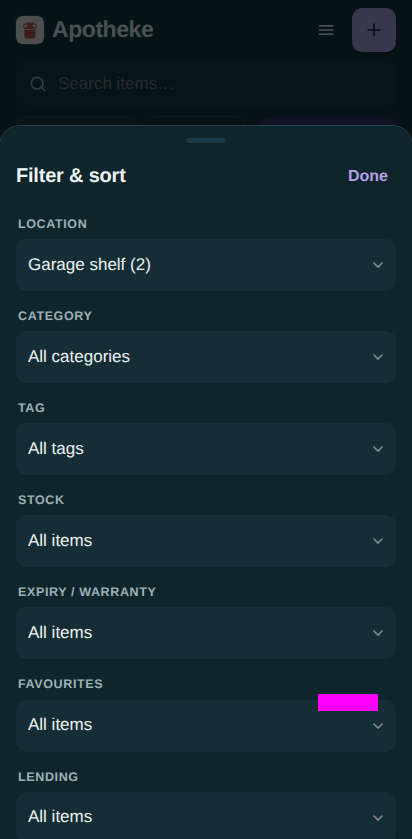 Apotheke
Search items…
Filter & sort
Done
LOCATION
Garage shelf (2)
CATEGORY
All categories
TAG
All tags
STOCK
All items
EXPIRY / WARRANTY
All items
FAVOURITES
All items
LENDING
All items